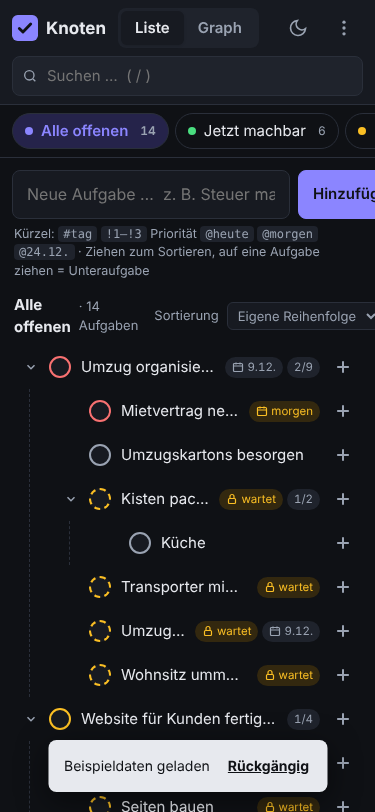 Knoten Liste Graph
Suchen … ( / )
Alle offenen 14 Jetzt machbar 6
Neue Aufgabe … z. B. Steuer ma
Hinzufüg
Kürzel: #tag !1–!3 Priorität @heute @morgen
@24.12. · Ziehen zum Sortieren, auf eine Aufgabe
ziehen = Unteraufgabe
Alle offenen
· 14 Aufgaben
Sortierung
Eigene Reihenfolge
Umzug organisie… 9.12. 2/9
Mietvertrag ne… morgen
Umzugskartons besorgen
Kisten pac… wartet 1/2
Küche
Transporter mi… wartet
Umzug… wartet 9.12.
Wohnsitz umm… wartet
Website für Kunden fertig… 1/4
Beispieldaten geladen Rückgängig
Seiten bauen wartet